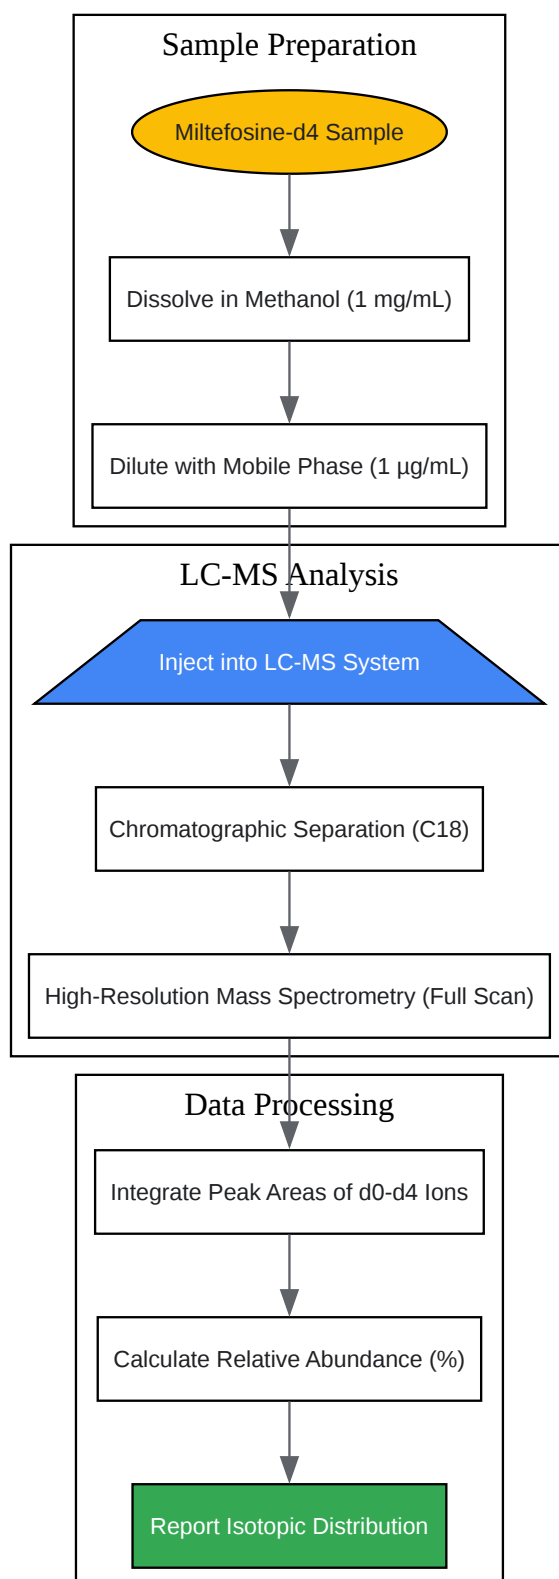 Sample Preparation
Miltefosine-d4 Sample
Dissolve in Methanol (1 mg/mL)
Dilute with Mobile Phase (1 µg/mL)
LC-MS Analysis
Inject into LC-MS System
Chromatographic Separation (C18)
High-Resolution Mass Spectrometry (Full Scan)
Data Processing
Integrate Peak Areas of d0-d4 Ions
Calculate Relative Abundance (%)
Report Isotopic Distribution